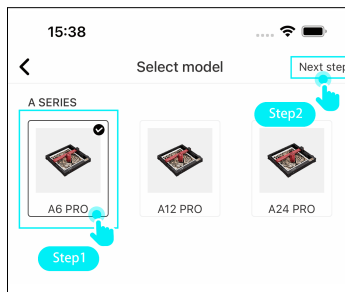 15:38
Select model
Next step
A SERIES
Step2
A6 PRO
A12 PRO
A24 PRO
Step1